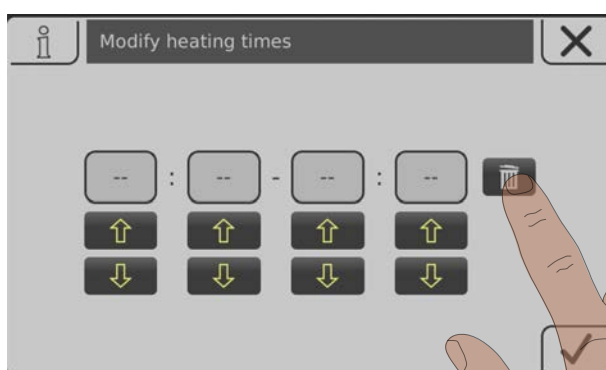 Modify heating times
-- : -- - -- : --